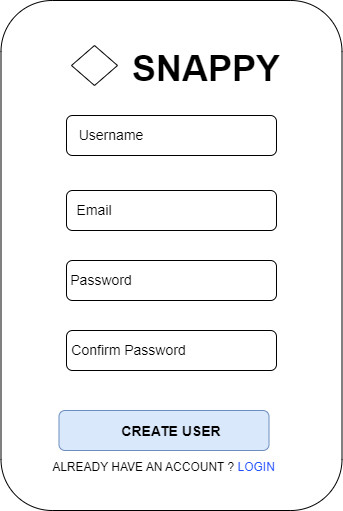 SNAPPY
Username
Email
Password
Confirm Password
CREATE USER
ALREADY HAVE AN ACCOUNT ? LOGIN